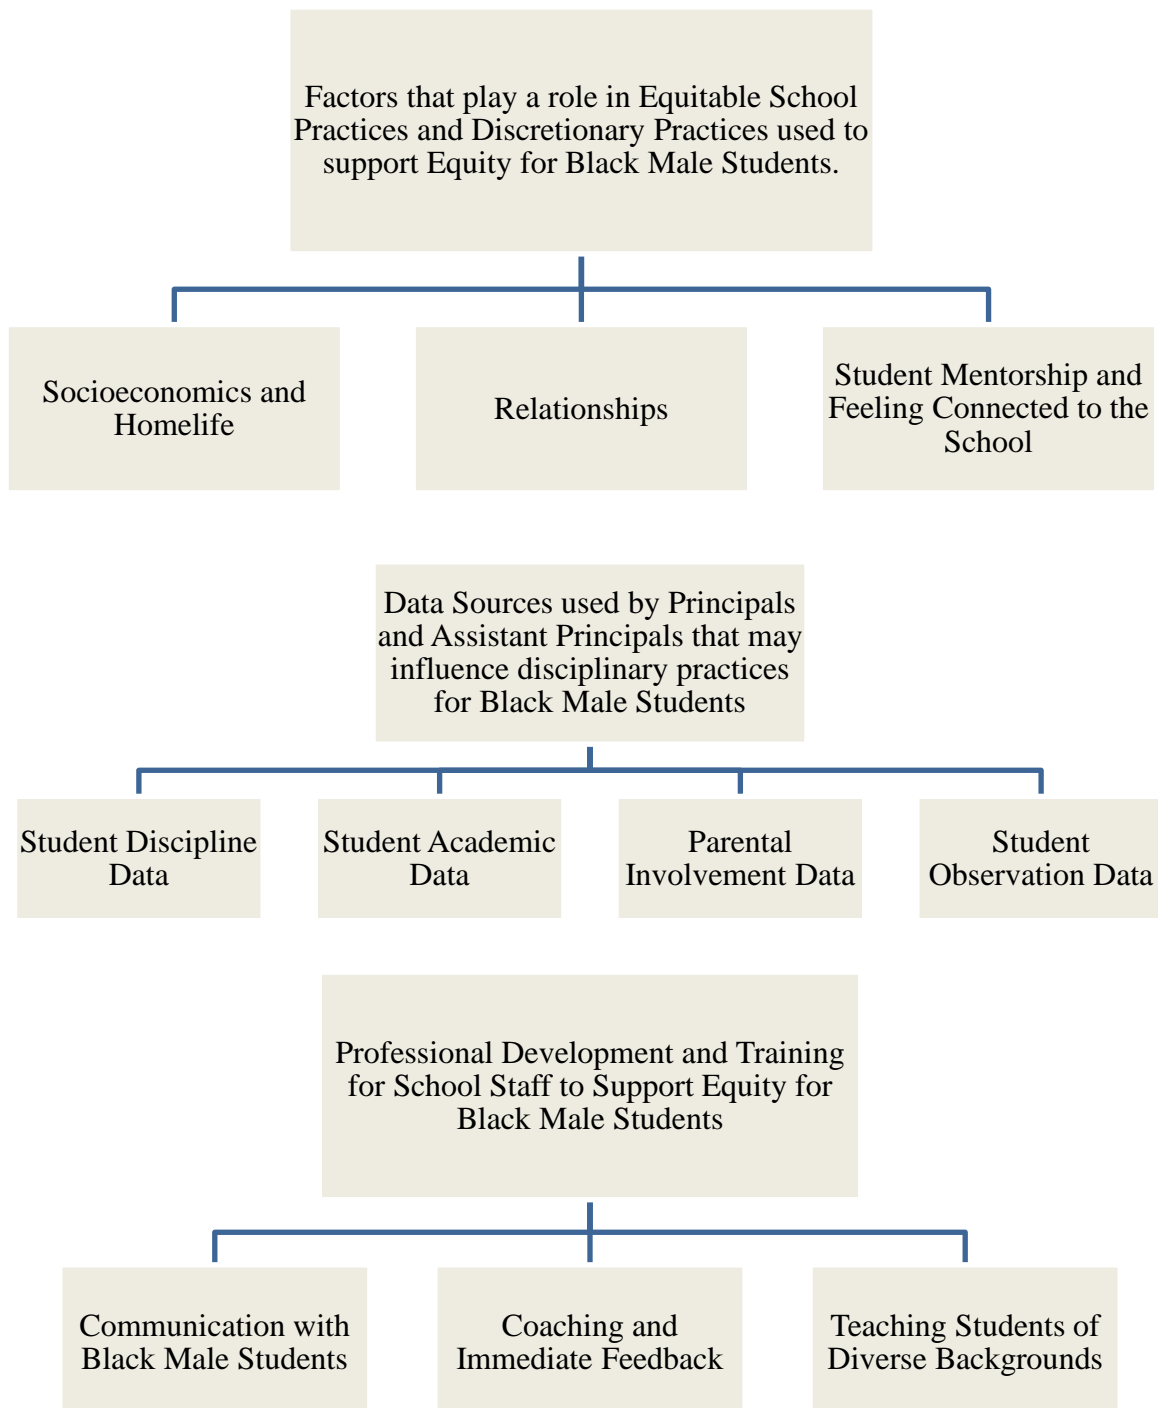 Factors that play a role in Equitable School
Practices and Discretionary Practices used to
support Equity for Black Male Students.
Socioeconomics and
Homelife
Relationships
Student Mentorship and
Feeling Connected to the
School
Data Sources used by Principals
and Assistant Principals that may
influence disciplinary practices
for Black Male Students
Student Discipline
Data
Student Academic
Data
Parental
Involvement Data
Student
Observation Data
Professional Development and Training
for School Staff to Support Equity for
Black Male Students
Communication with
Black Male Students
Coaching and
Immediate Feedback
Teaching Students of
Diverse Backgrounds